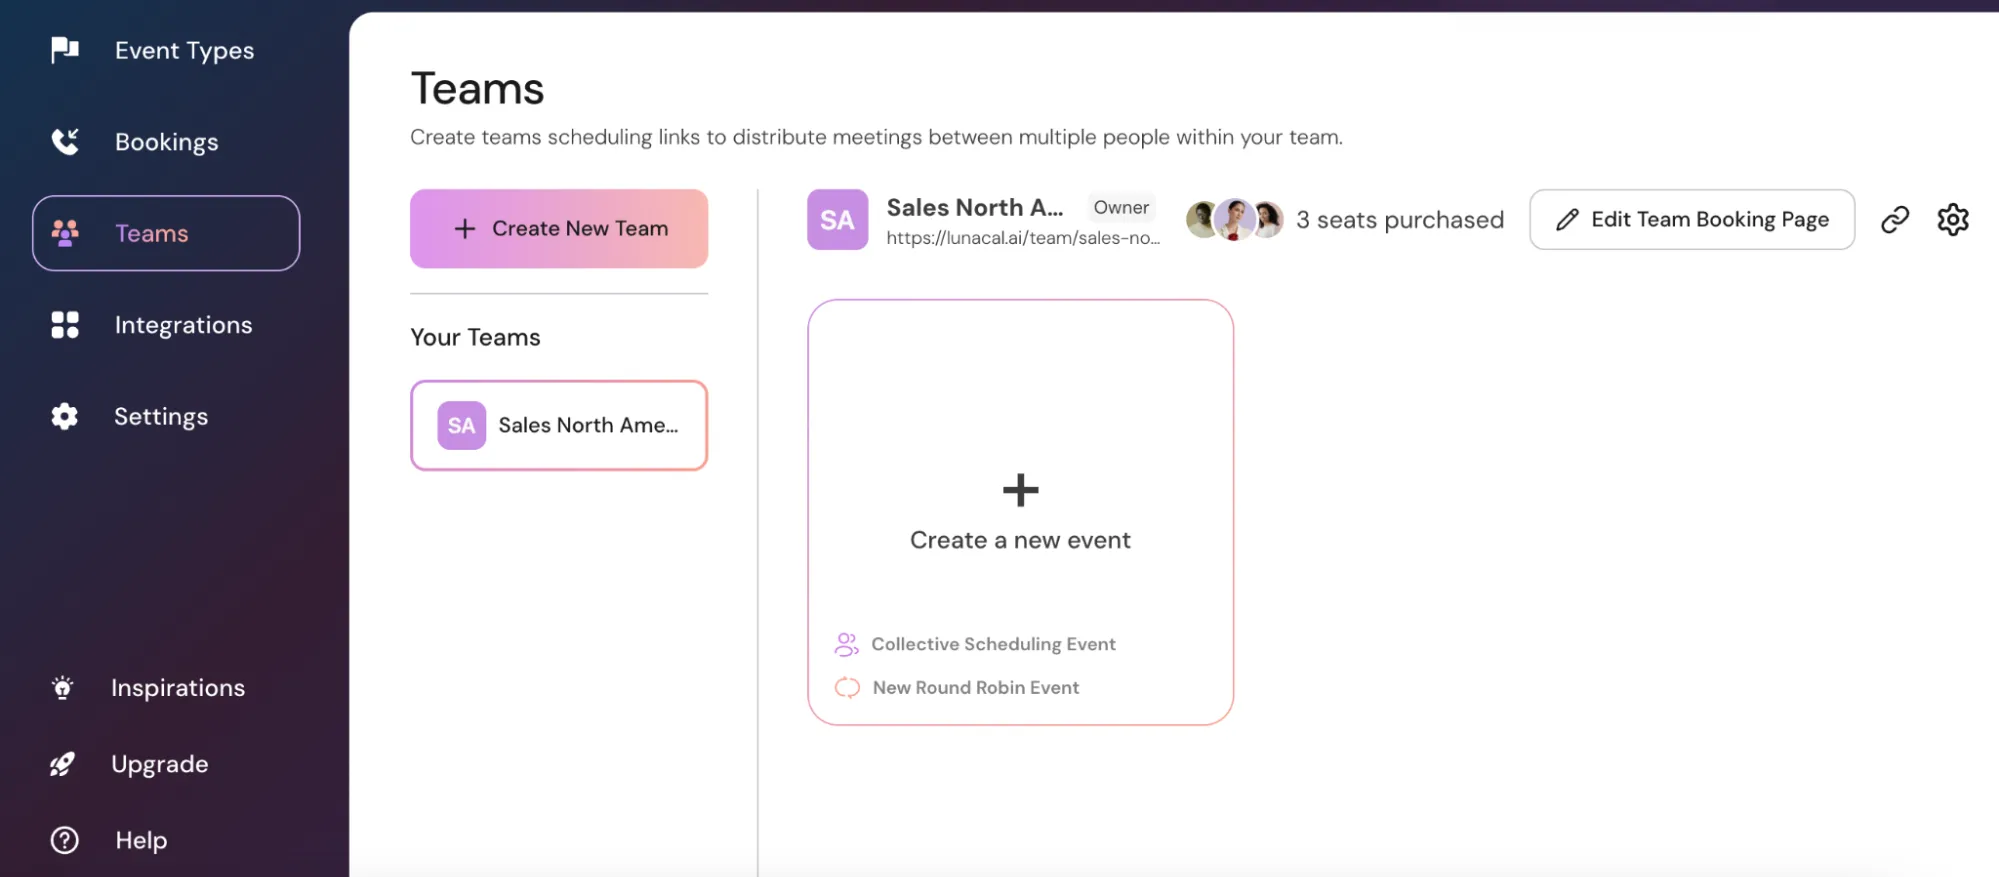 Event Types
Bookings
Teams
Integrations
Settings
Inspirations
Upgrade
Help
Teams
Create teams scheduling links to distribute meetings between multiple people within your team.
+ Create New Team
Your Teams
SA Sales North Ame...
SA
Sales North A... Owner
https://lunacal.ai/team/sales-no...
3 seats purchased
Edit Team Booking Page
+
Create a new event
Collective Scheduling Event
New Round Robin Event